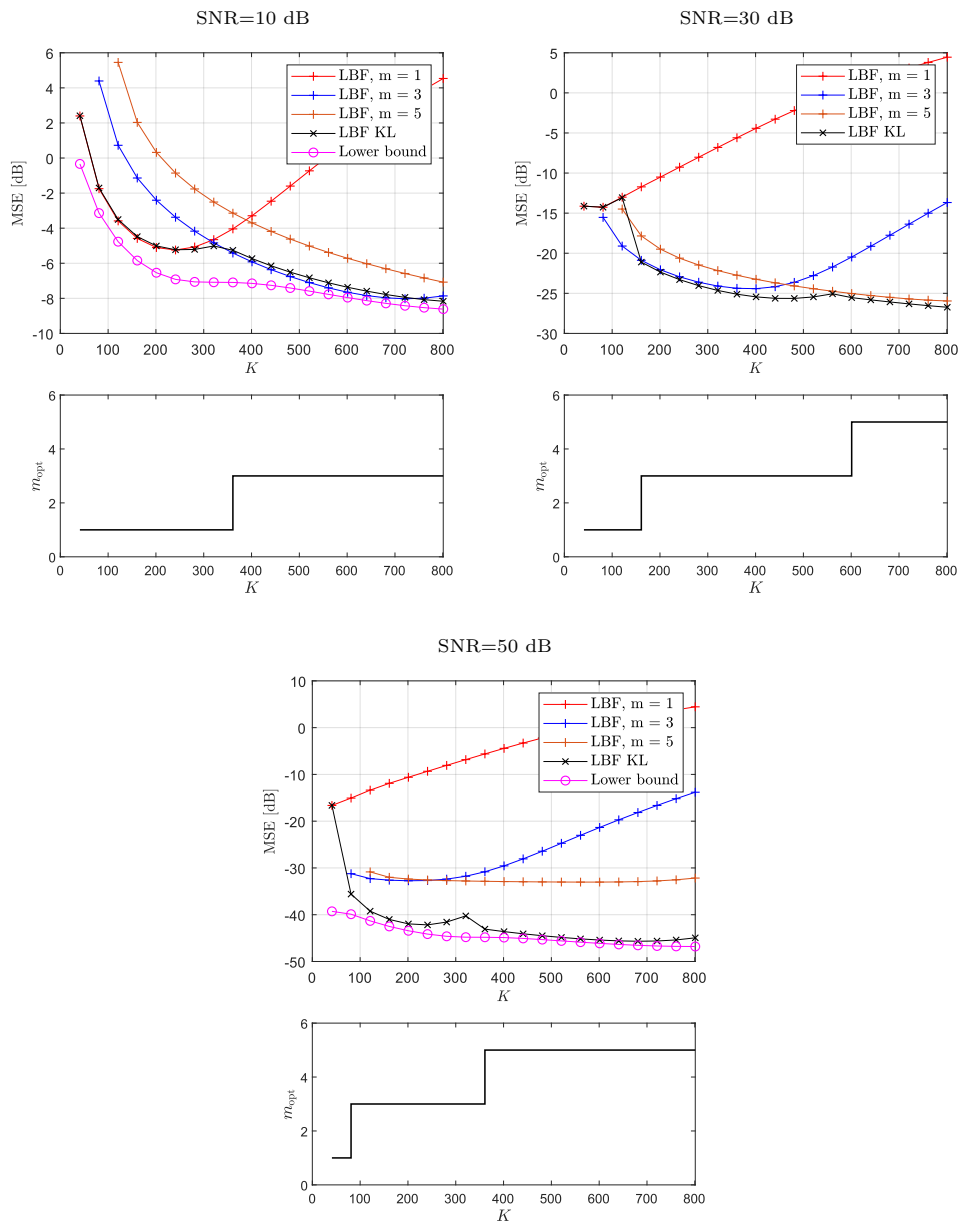 SNR=10 dB
6
4
2
0
-2
-4
-6
-8
-10
MSE [dB]
LBF, m = 1
LBF, m = 3
LBF, m = 5
LBF KL
Lower bound
0 100 200 300 400 500 600 700 800
K
6
4
2
0
m_opt
0 100 200 300 400 500 600 700 800
K
SNR=30 dB
5
0
-5
-10
-15
-20
-25
-30
MSE [dB]
LBF, m = 1
LBF, m = 3
LBF, m = 5
LBF KL
0 100 200 300 400 500 600 700 800
K
6
4
2
0
m_opt
0 100 200 300 400 500 600 700 800
K
SNR=50 dB
10
0
-10
-20
-30
-40
-50
MSE [dB]
LBF, m = 1
LBF, m = 3
LBF, m = 5
LBF KL
Lower bound
0 100 200 300 400 500 600 700 800
K
6
4
2
0
m_opt
0 100 200 300 400 500 600 700 800
K